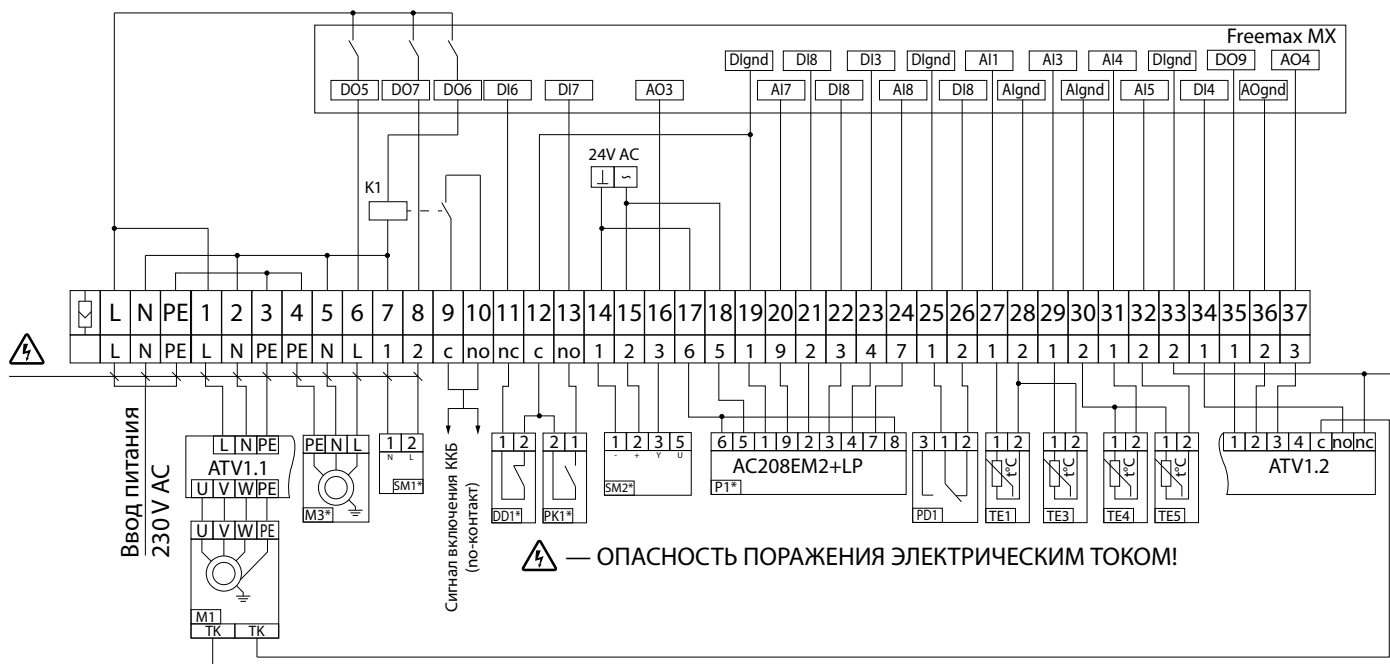 Freemax MX
DIgnd DI8 DI3 DIgnd AI1 AI3 AI4 DIgnd DO9 AO4
DO5 DO7 DO6 DI6 DI7 AO3 AI7 DI8 AI8 DI8 AIgnd AIgnd AI5 DI4 AOgnd
24V AC
⊥ ~
K1
L N PE 1 2 3 4 5 6 7 8 9 10 11 12 13 14 15 16 17 18 19 20 21 22 23 24 25 26 27 28 29 30 31 32 33 34 35 36 37
L N PE L N PE PE N L 1 2 c no nc c no 1 2 3 6 5 1 9 2 3 4 7 1 2 1 2 1 2 1 2 2 1 1 2 3
Ввод питания
230 V AC
L N PE
ATV1.1
U V W PE
U V W PE
M1
TK TK
PE N L
M3*
1 2
N L
SM1*
Сигнал включения ККБ
(no-контакт)
1 2
DD1*
2 1
PK1*
1 2 3 5
- + Y U
SM2*
6 5 1 9 2 3 4 7 8
AC208EM2+LP
P1*
3 1 2
PD1
1 2
t°C
TE1
1 2
t°C
TE3
1 2
t°C
TE4
1 2
t°C
TE5
1 2 3 4 c no nc
ATV1.2
— ОПАСНОСТЬ ПОРАЖЕНИЯ ЭЛЕКТРИЧЕСКИМ ТОКОМ!